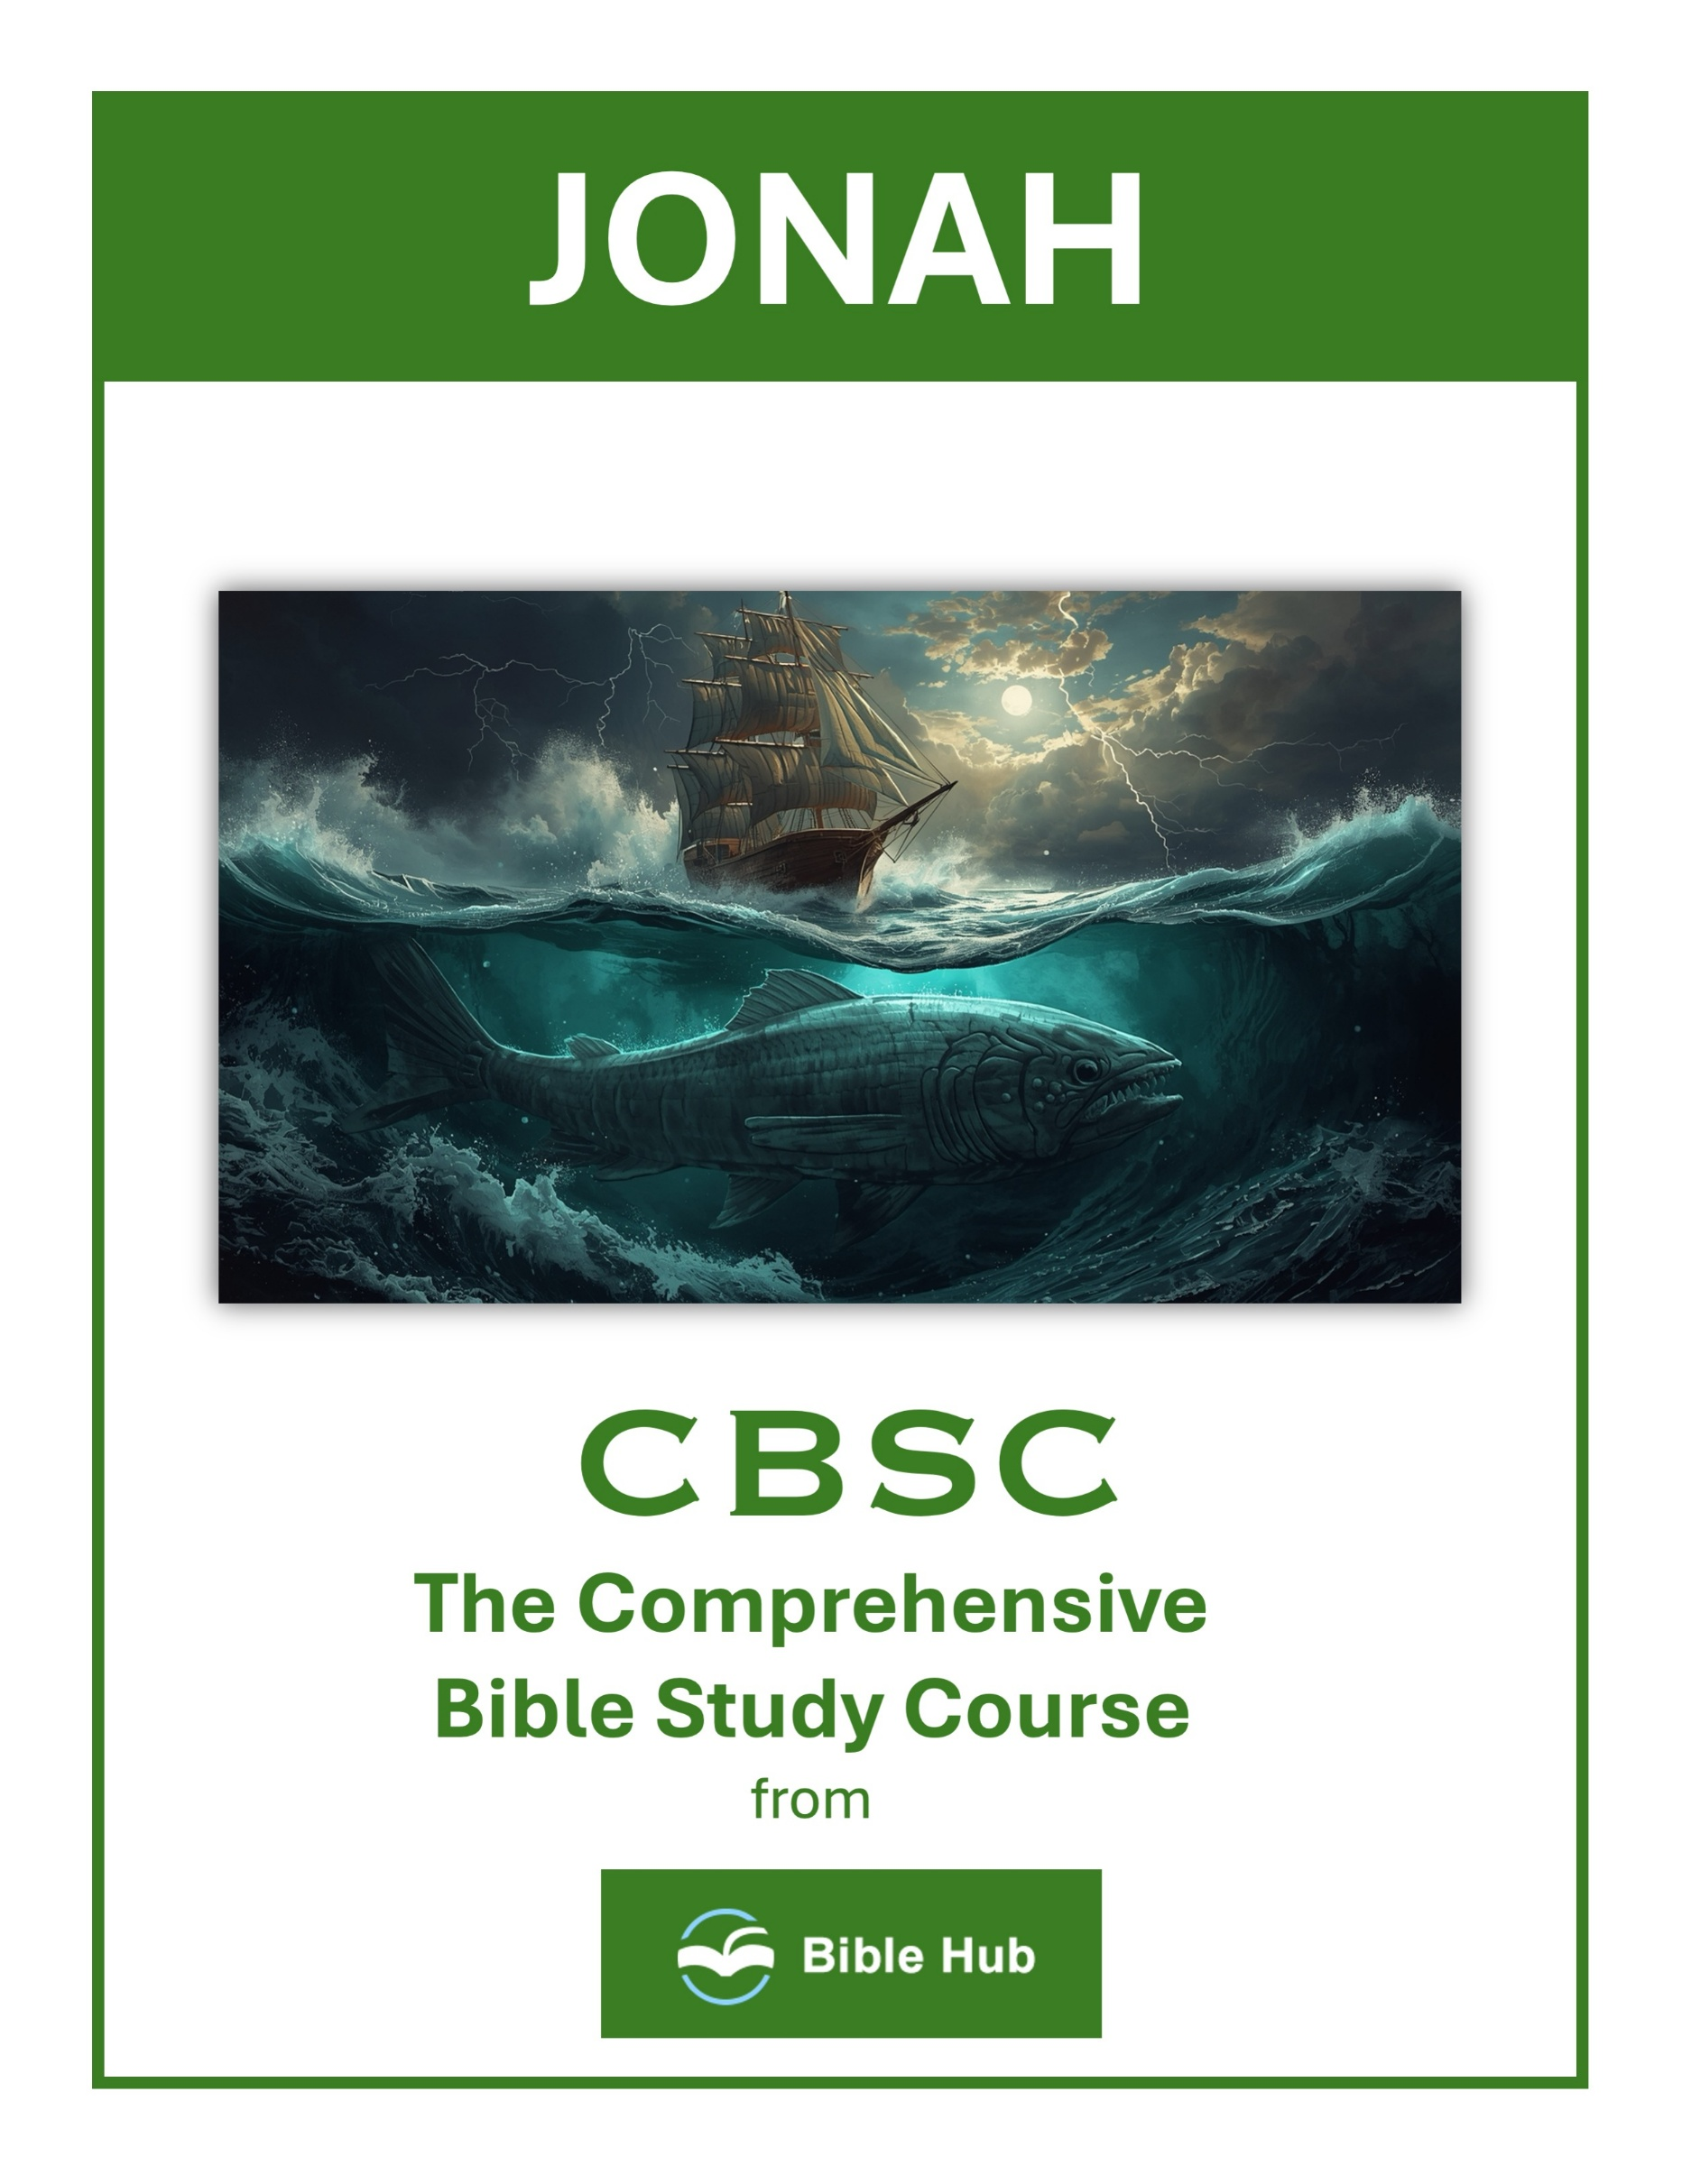 JONAH
CBSC
The Comprehensive
Bible Study Course
from
Bible Hub